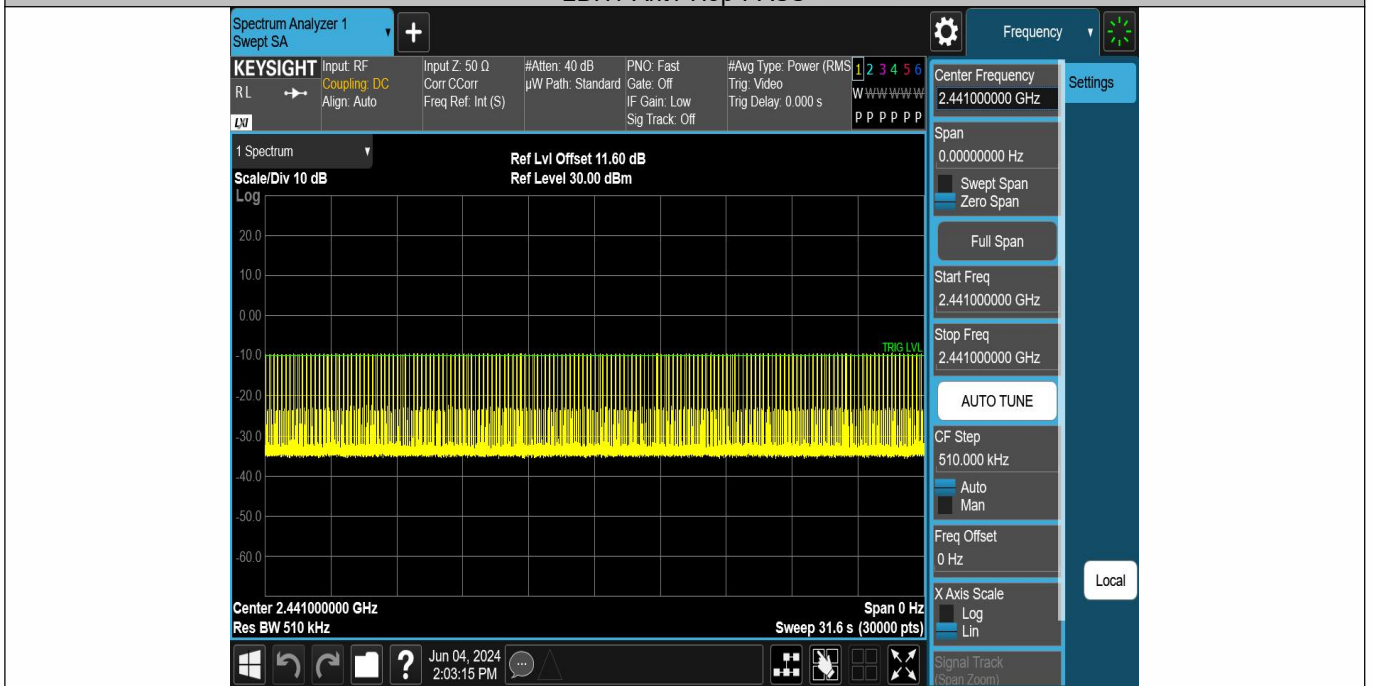 Spectrum Analyzer 1
Swept SA
Frequency
KEYSIGHT
R L
LXI
Input: RF
Coupling: DC
Align: Auto
Input Z: 50 Ω
Corr CCorr
Freq Ref: Int (S)
#Atten: 40 dB
µW Path: Standard
PNO: Fast
Gate: Off
IF Gain: Low
Sig Track: Off
#Avg Type: Power (RMS
Trig: Video
Trig Delay: 0.000 s
1 2 3 4 5 6
W W W W W W
P P P P P P
1 Spectrum
Scale/Div 10 dB
Ref Lvl Offset 11.60 dB
Ref Level 30.00 dBm
Log
20.0
10.0
0.00
-10.0
TRIG LVL
-20.0
-30.0
-40.0
-50.0
-60.0
Center 2.441000000 GHz
Span 0 Hz
Res BW 510 kHz
Sweep 31.6 s (30000 pts)
Jun 04, 2024
2:03:15 PM
Center Frequency
2.441000000 GHz
Settings
Span
0.00000000 Hz
Swept Span
Zero Span
Full Span
Start Freq
2.441000000 GHz
Stop Freq
2.441000000 GHz
AUTO TUNE
CF Step
510.000 kHz
Auto
Man
Freq Offset
0 Hz
X Axis Scale
Log
Lin
Local
Signal Track
(Span Zoom)